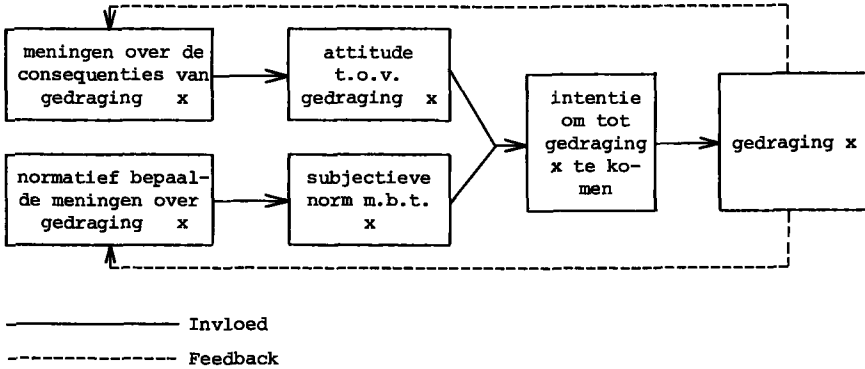 meningen over de
consequenties van
gedraging x
attitude
t.o.v.
gedraging x
normatief bepaal-
de meningen over
gedraging x
subjectieve
norm m.b.t.
x
intentie
om tot
gedraging
x te ko-
men
gedraging x
Invloed
Feedback